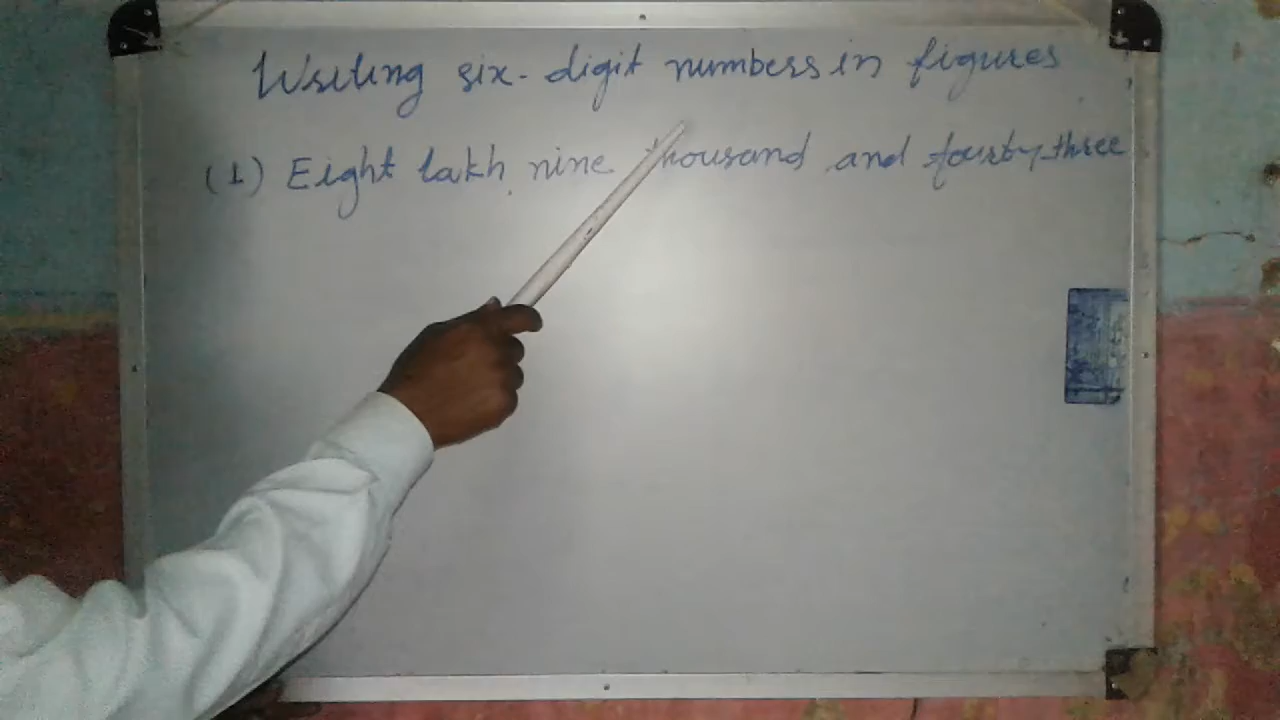 Writing six-digit numbers in figures
(1) Eight lakh nine thousand and fourty-three